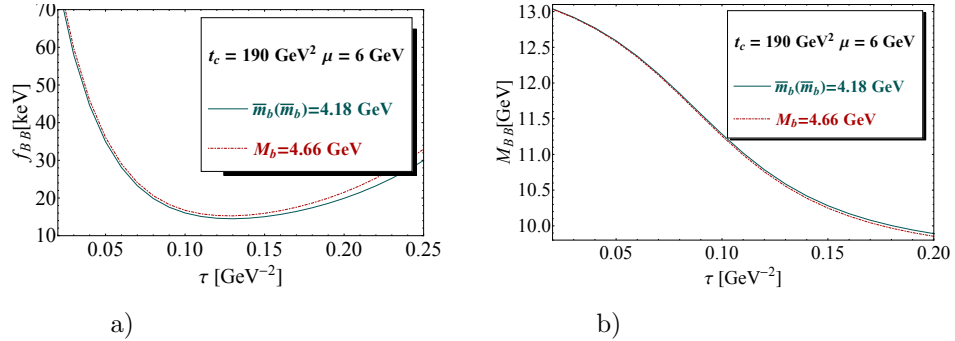 70
60
50
40
30
20
10
f_{BB}[keV]
t_c = 190 GeV² μ = 6 GeV
m̅_b(m̅_b)=4.18 GeV
M_b=4.66 GeV
0.05 0.10 0.15 0.20 0.25
τ [GeV⁻²]
a)
13.0
12.5
12.0
11.5
11.0
10.5
10.0
M_{BB}[GeV]
t_c = 190 GeV² μ = 6 GeV
m̅_b(m̅_b)=4.18 GeV
M_b=4.66 GeV
0.05 0.10 0.15 0.20
τ [GeV⁻²]
b)